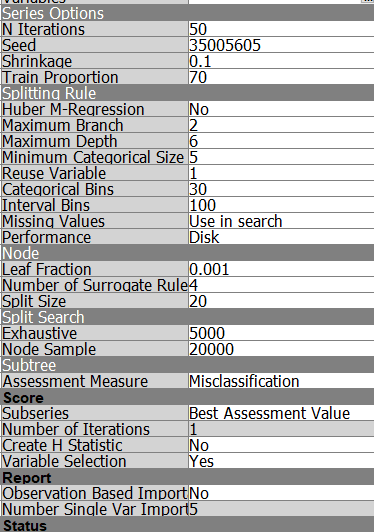 Series Options
N Iterations 50
Seed 35005605
Shrinkage 0.1
Train Proportion 70
Splitting Rule
Huber M-Regression No
Maximum Branch 2
Maximum Depth 6
Minimum Categorical Size 5
Reuse Variable 1
Categorical Bins 30
Interval Bins 100
Missing Values Use in search
Performance Disk
Node
Leaf Fraction 0.001
Number of Surrogate Rule 4
Split Size 20
Split Search
Exhaustive 5000
Node Sample 20000
Subtree
Assessment Measure Misclassification
Score
Subseries Best Assessment Value
Number of Iterations 1
Create H Statistic No
Variable Selection Yes
Report
Observation Based Import No
Number Single Var Import 5
Status